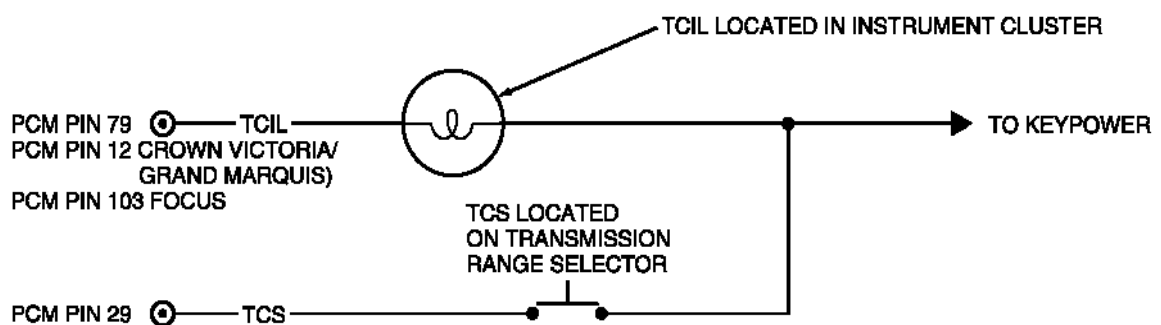 TCIL LOCATED IN INSTRUMENT CLUSTER
PCM PIN 79
TCIL
TO KEYPOWER
PCM PIN 12 CROWN VICTORIA/
GRAND MARQUIS)
PCM PIN 103 FOCUS
TCS LOCATED
ON TRANSMISSION
RANGE SELECTOR
PCM PIN 29
TCS